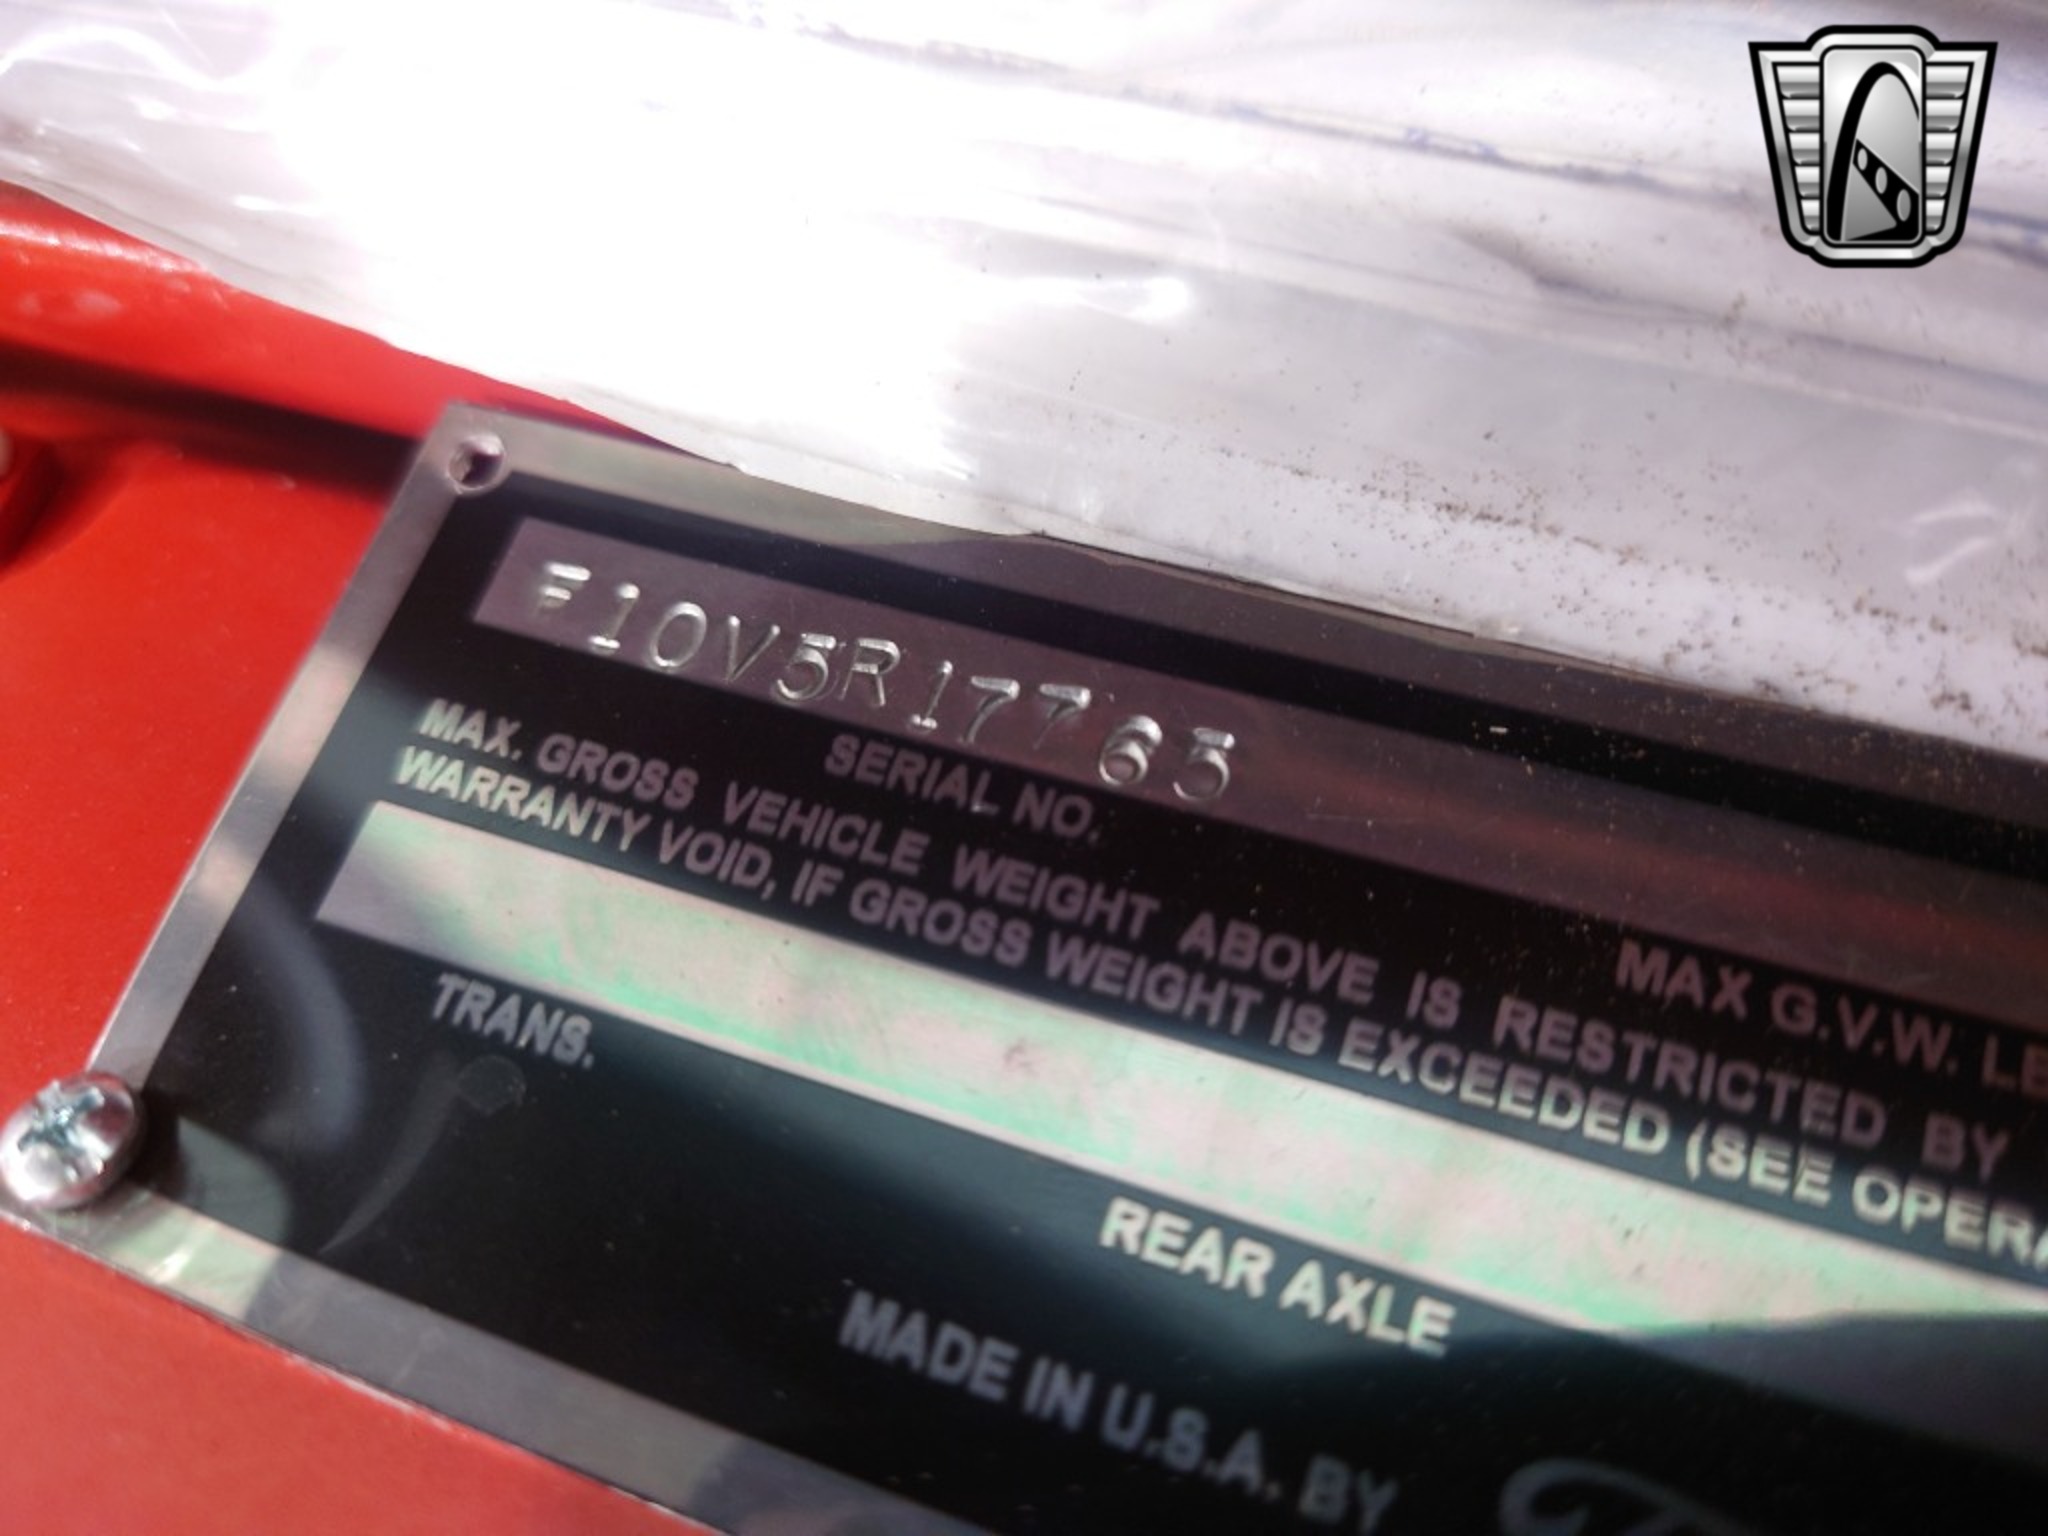 F10V5R17765
SERIAL NO.
MAX G.V.W. LE
MAX. GROSS VEHICLE WEIGHT ABOVE IS RESTRICTED BY
WARRANTY VOID, IF GROSS WEIGHT IS EXCEEDED (SEE OPERA
TRANS.
REAR AXLE
MADE IN U.S.A. BY